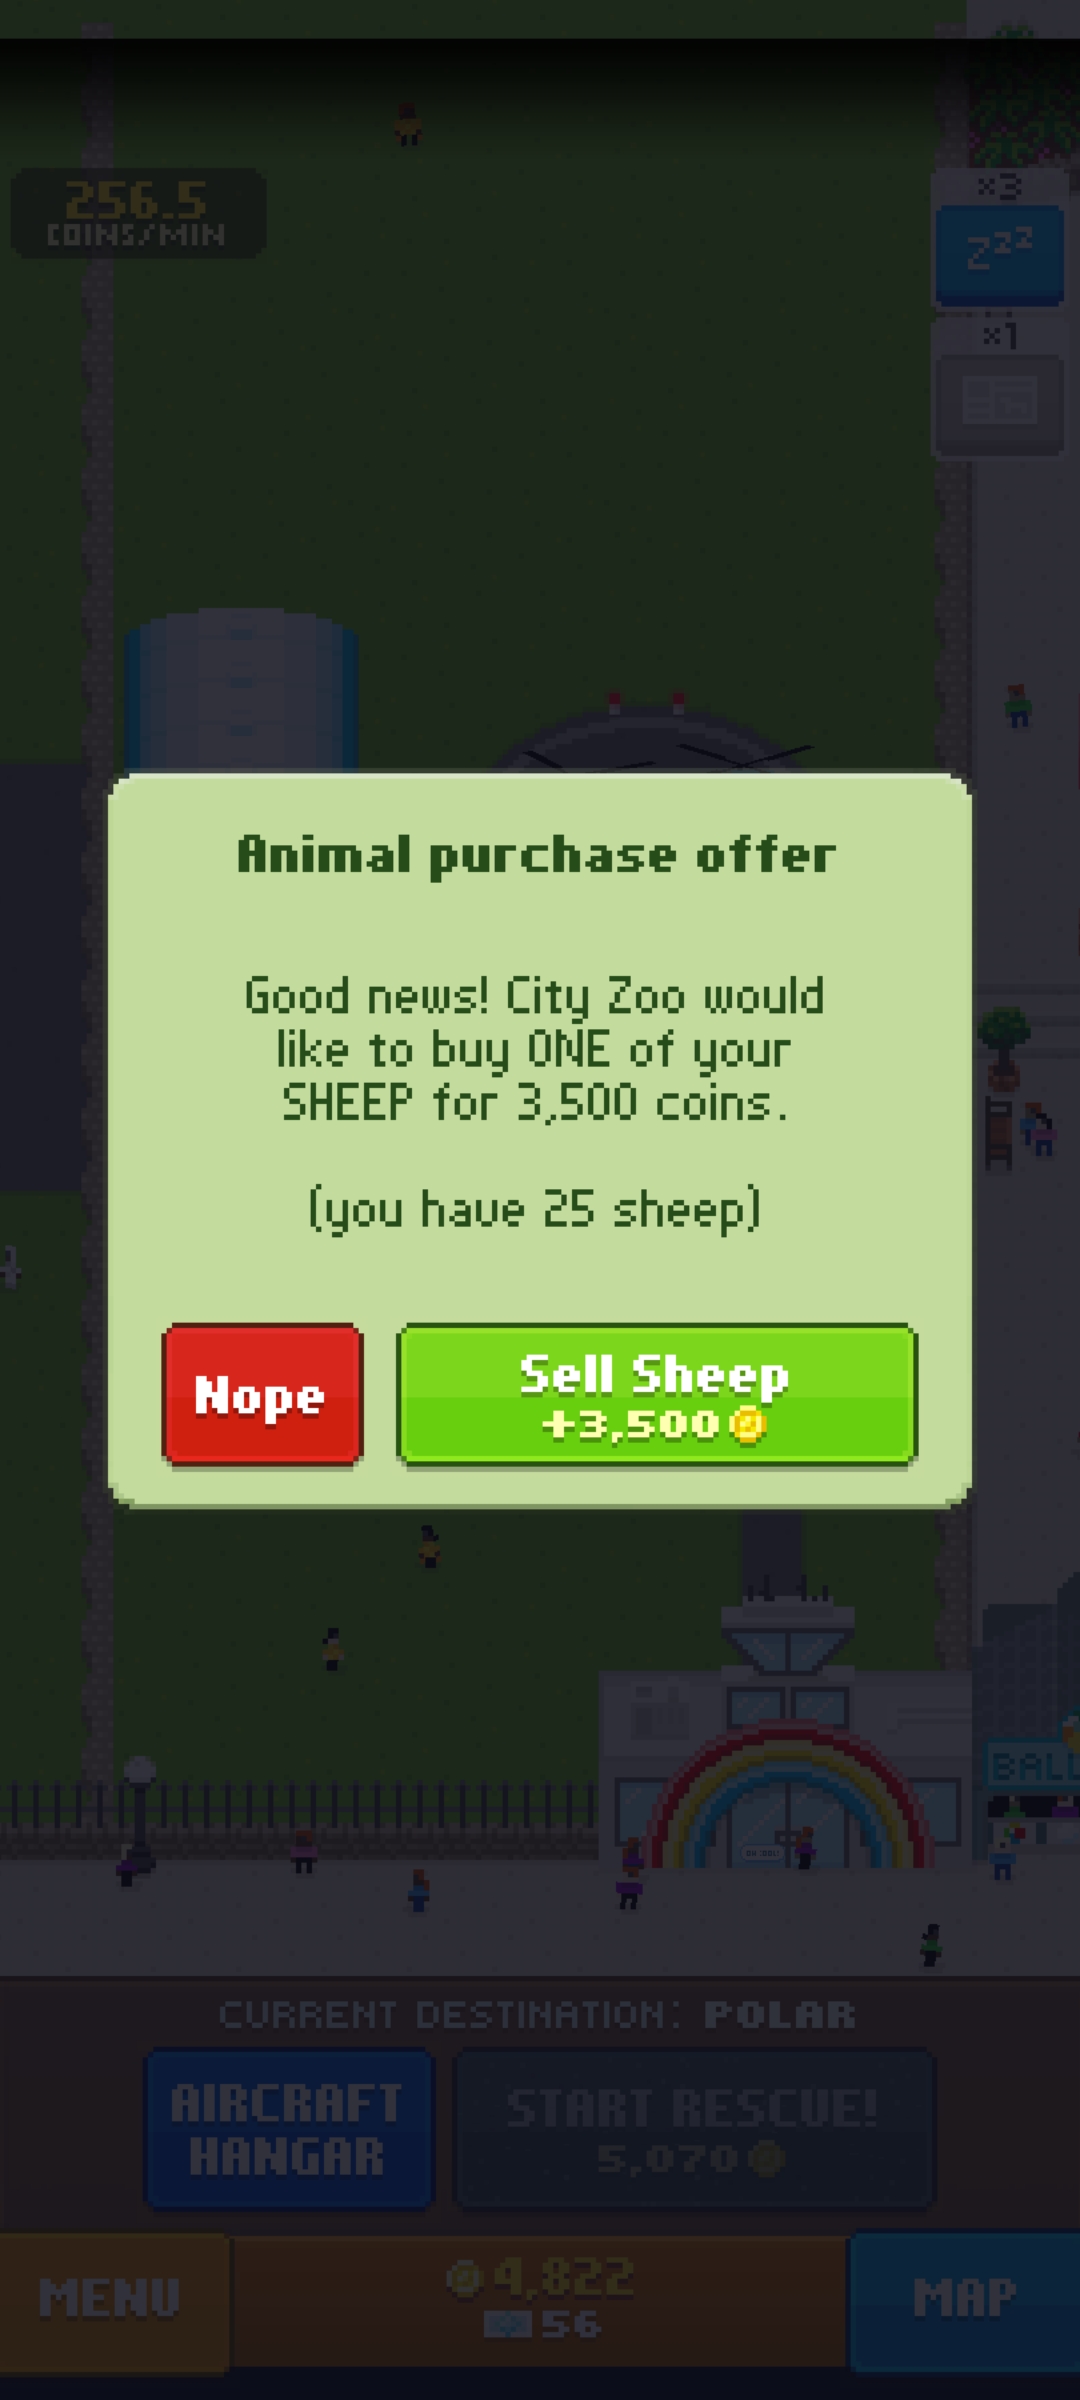 256.5
COINS/MIN
x3
zzz
x1
Animal purchase offer
Good news! City Zoo would
like to buy ONE of your
SHEEP for 3,500 coins.
(you have 25 sheep)
Nope
Sell Sheep
+3,500
BALL
CURRENT DESTINATION: POLAR
AIRCRAFT
HANGAR
START RESCUE!
5,070
MENU
4,822
56
MAP